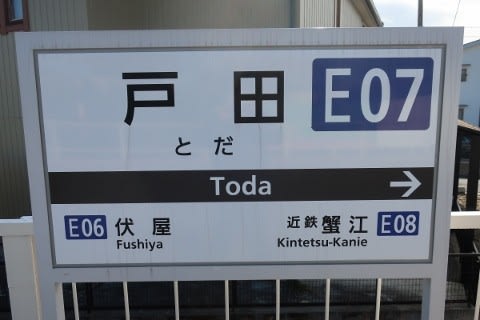 戸田 E07
とだ
Toda →
E06 伏屋 近鉄蟹江 E08
Fushiya Kintetsu-Kanie